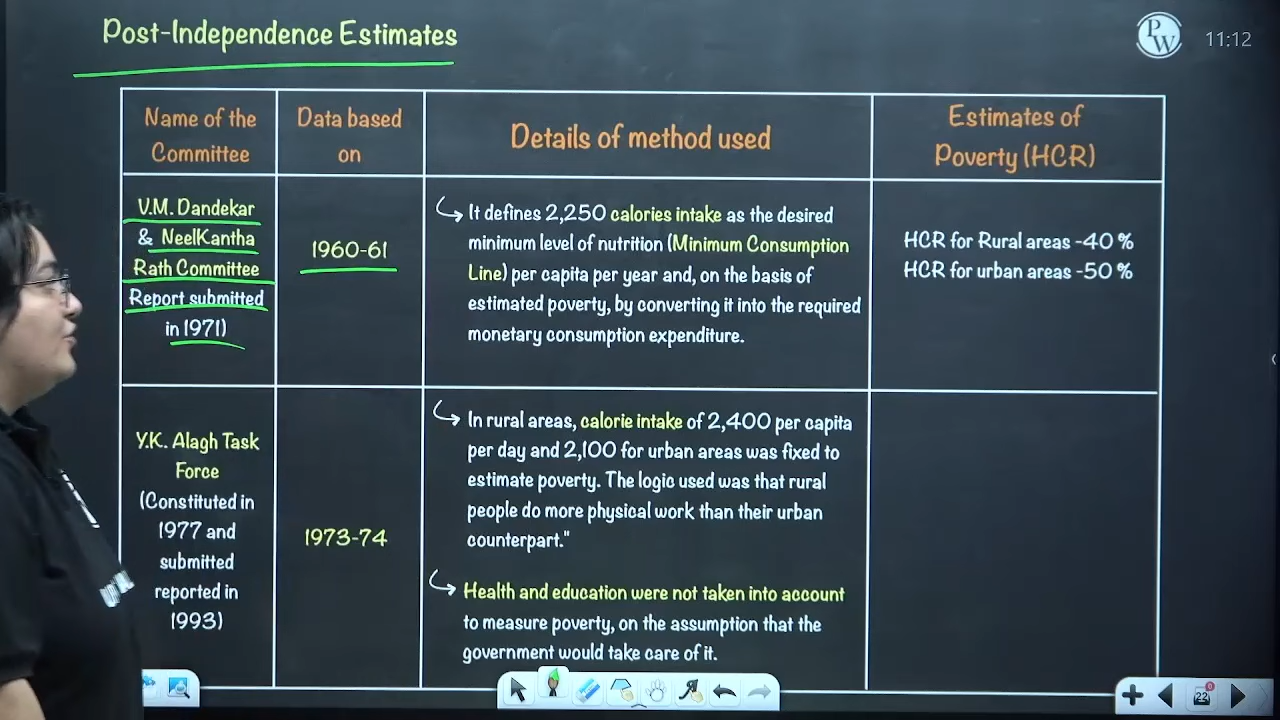 Post-Independence Estimates
PW
11:12
Name of the
Committee
Data based
on
Details of method used
Estimates of
Poverty (HCR)
V.M. Dandekar
& NeelKantha
Rath Committee
Report submitted
in 1971)
1960-61
It defines 2,250 calories intake as the desired
minimum level of nutrition (Minimum Consumption
Line) per capita per year and, on the basis of
estimated poverty, by converting it into the required
monetary consumption expenditure.
HCR for Rural areas -40 %
HCR for urban areas -50 %
Y.K. Alagh Task
Force
(Constituted in
1977 and
submitted
reported in
1993)
1973-74
In rural areas, calorie intake of 2,400 per capita
per day and 2,100 for urban areas was fixed to
estimate poverty. The logic used was that rural
people do more physical work than their urban
counterpart."
Health and education were not taken into account
to measure poverty, on the assumption that the
government would take care of it.
22